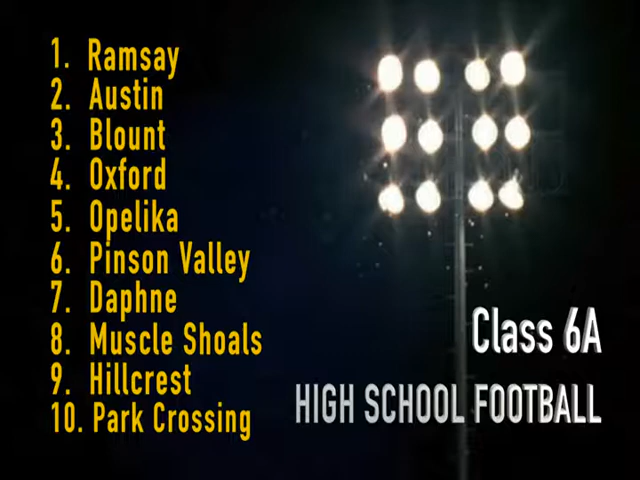 1. Ramsay
2. Austin
3. Blount
4. Oxford
5. Opelika
6. Pinson Valley
7. Daphne
8. Muscle Shoals
9. Hillcrest
10. Park Crossing
Class 6A
HIGH SCHOOL FOOTBALL